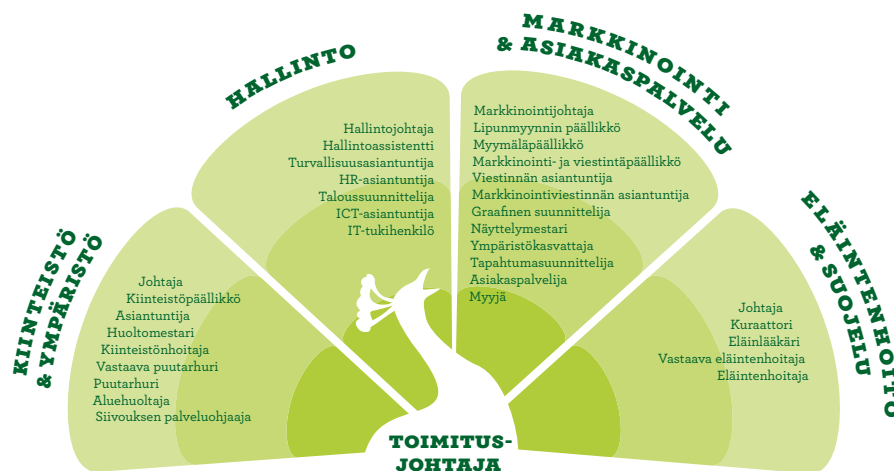 KIINTEISTÖ
& YMPÄRISTÖ
Johtaja
Kiinteistöpäällikkö
Asiantuntija
Huoltomestari
Kiinteistönhoitaja
Vastaava puutarhuri
Puutarhuri
Aluehuoltaja
Siivouksen palveluohjaaja
HALLINTO
Hallintojohtaja
Hallintoassistentti
Turvallisuusasiantuntija
HR-asiantuntija
Taloussuunnittelija
ICT-asiantuntija
IT-tukihenkilö
MARKKINOINTI
& ASIAKASPALVELU
Markkinointijohtaja
Lipunmyynnin päällikkö
Myymäläpäällikkö
Markkinointi- ja viestintäpäällikkö
Viestinnän asiantuntija
Markkinointiviestinnän asiantuntija
Graafinen suunnittelija
Näyttelymestari
Ympäristökasvattaja
Tapahtumasuunnittelija
Asiakaspalvelija
Myyjä
ELÄINTENHOITO
& SUOJELU
Johtaja
Kuraattori
Eläinlääkäri
Vastaava eläintenhoitaja
Eläintenhoitaja
TOIMITUS-
JOHTAJA